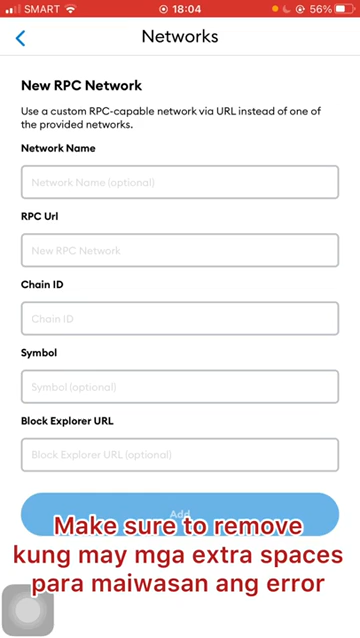 SMART 18:04 56%
Networks
New RPC Network
Use a custom RPC-capable network via URL instead of one of
the provided networks.
Network Name
Network Name (optional)
RPC Url
New RPC Network
Chain ID
Chain ID
Symbol
Symbol (optional)
Block Explorer URL
Block Explorer URL (optional)
Add
Make sure to remove
kung may mga extra spaces
para maiwasan ang error